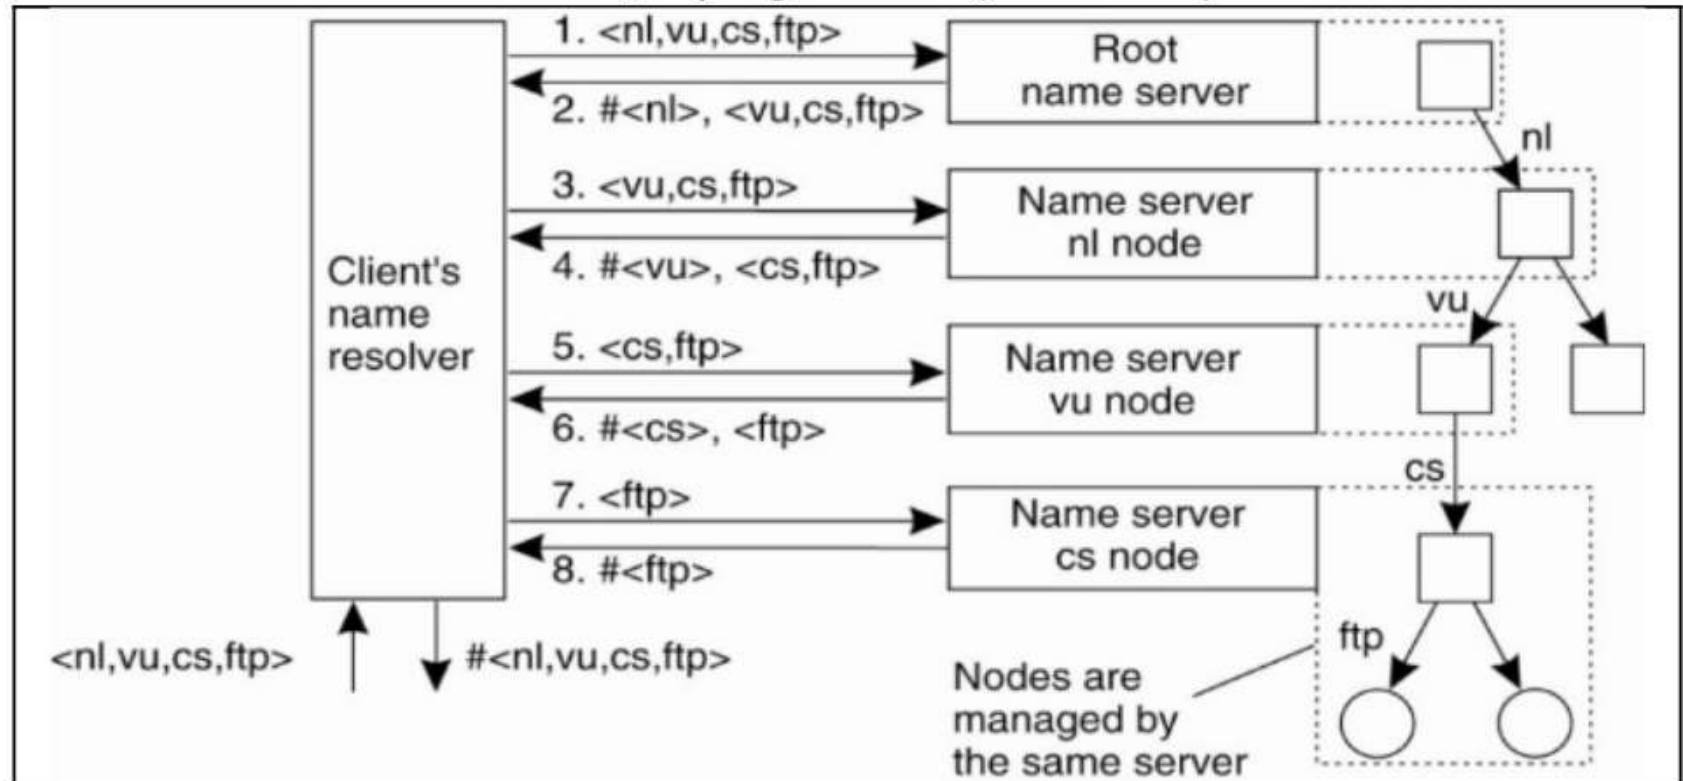 1. <nl,vu,cs,ftp>
Root
name server
2. #<nl>, <vu,cs,ftp>
nl
3. <vu,cs,ftp>
Name server
nl node
4. #<vu>, <cs,ftp>
vu
Client's
name
resolver
5. <cs,ftp>
Name server
vu node
6. #<cs>, <ftp>
cs
7. <ftp>
Name server
cs node
8. #<ftp>
ftp
<nl,vu,cs,ftp>
#<nl,vu,cs,ftp>
Nodes are
managed by
the same server